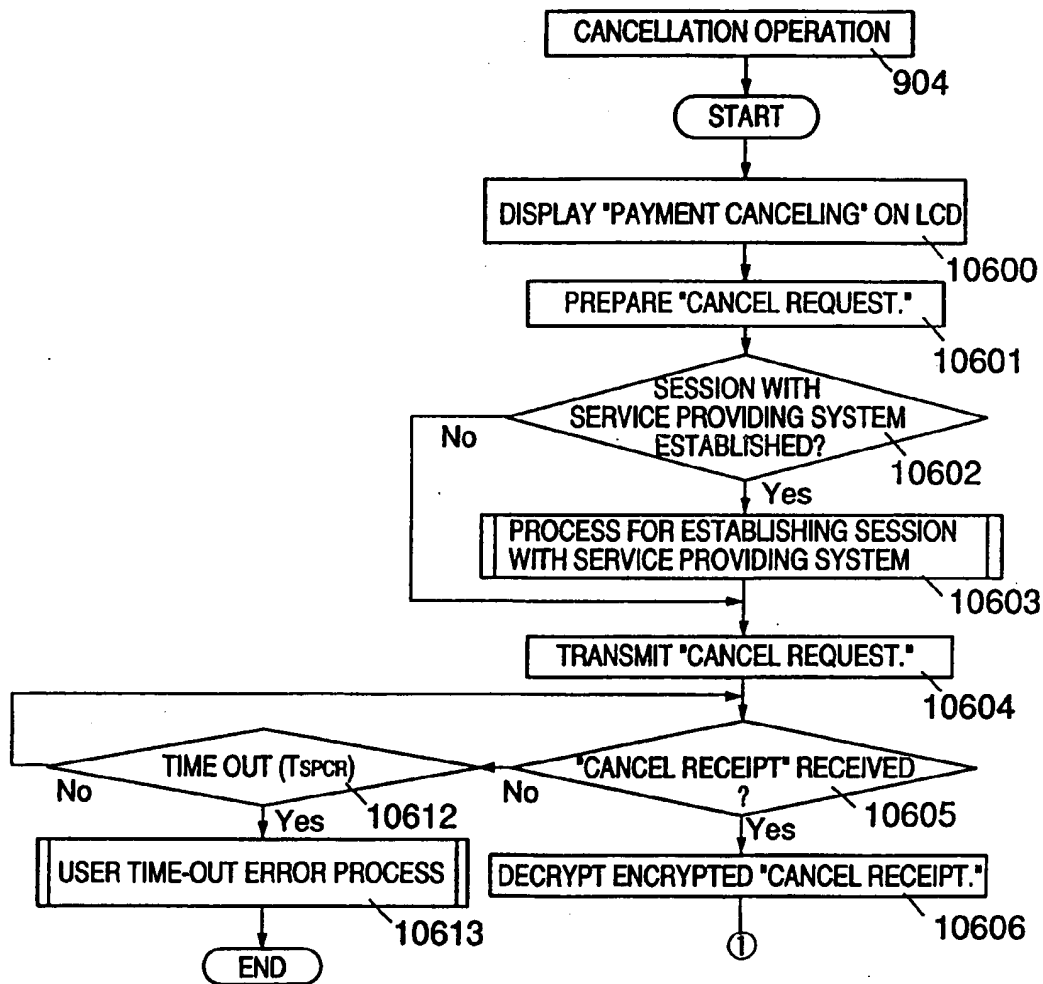 CANCELLATION OPERATION
904
START
DISPLAY "PAYMENT CANCELING" ON LCD
10600
PREPARE "CANCEL REQUEST."
10601
SESSION WITH
SERVICE PROVIDING SYSTEM
ESTABLISHED?
10602
No
Yes
PROCESS FOR ESTABLISHING SESSION
WITH SERVICE PROVIDING SYSTEM
10603
TRANSMIT "CANCEL REQUEST."
10604
"CANCEL RECEIPT" RECEIVED
?
10605
No
Yes
TIME OUT (TSPCR)
10612
No
Yes
USER TIME-OUT ERROR PROCESS
10613
END
DECRYPT ENCRYPTED "CANCEL RECEIPT."
10606
①